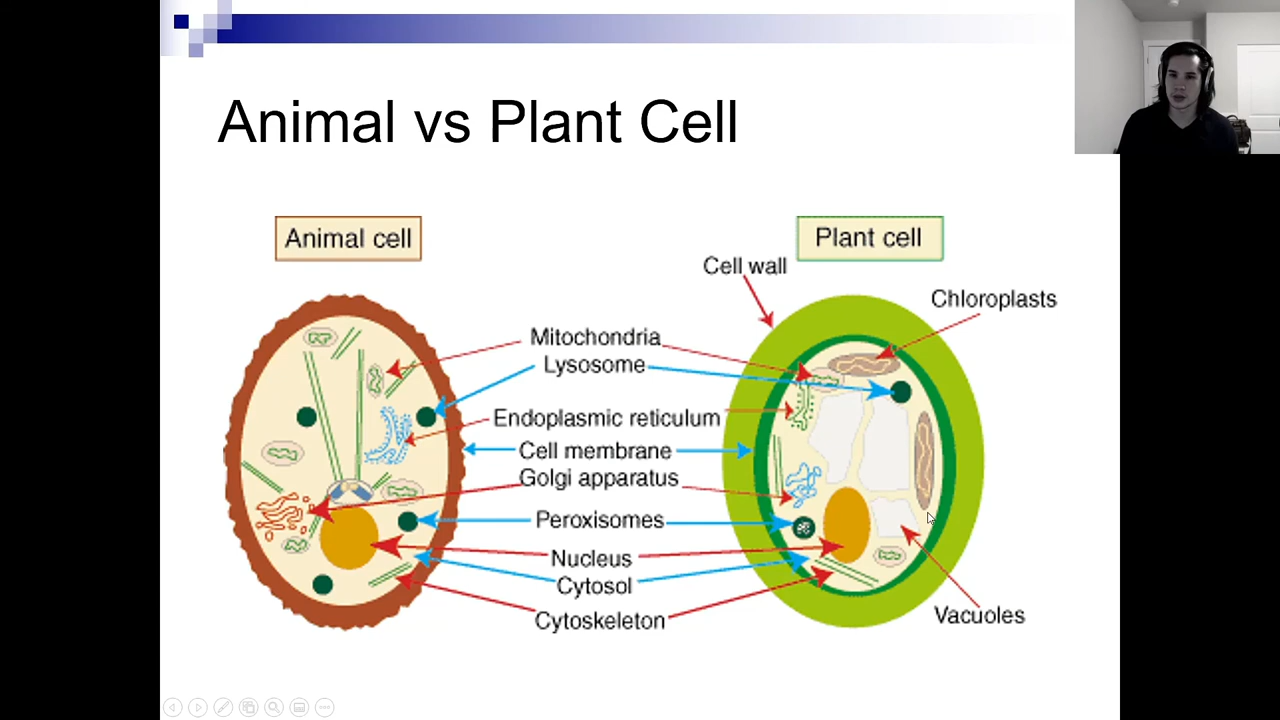 Animal vs Plant Cell
Animal cell
Plant cell
Cell wall
Chloroplasts
Mitochondria
Lysosome
Endoplasmic reticulum
Cell membrane
Golgi apparatus
Peroxisomes
Nucleus
Cytosol
Cytoskeleton
Vacuoles